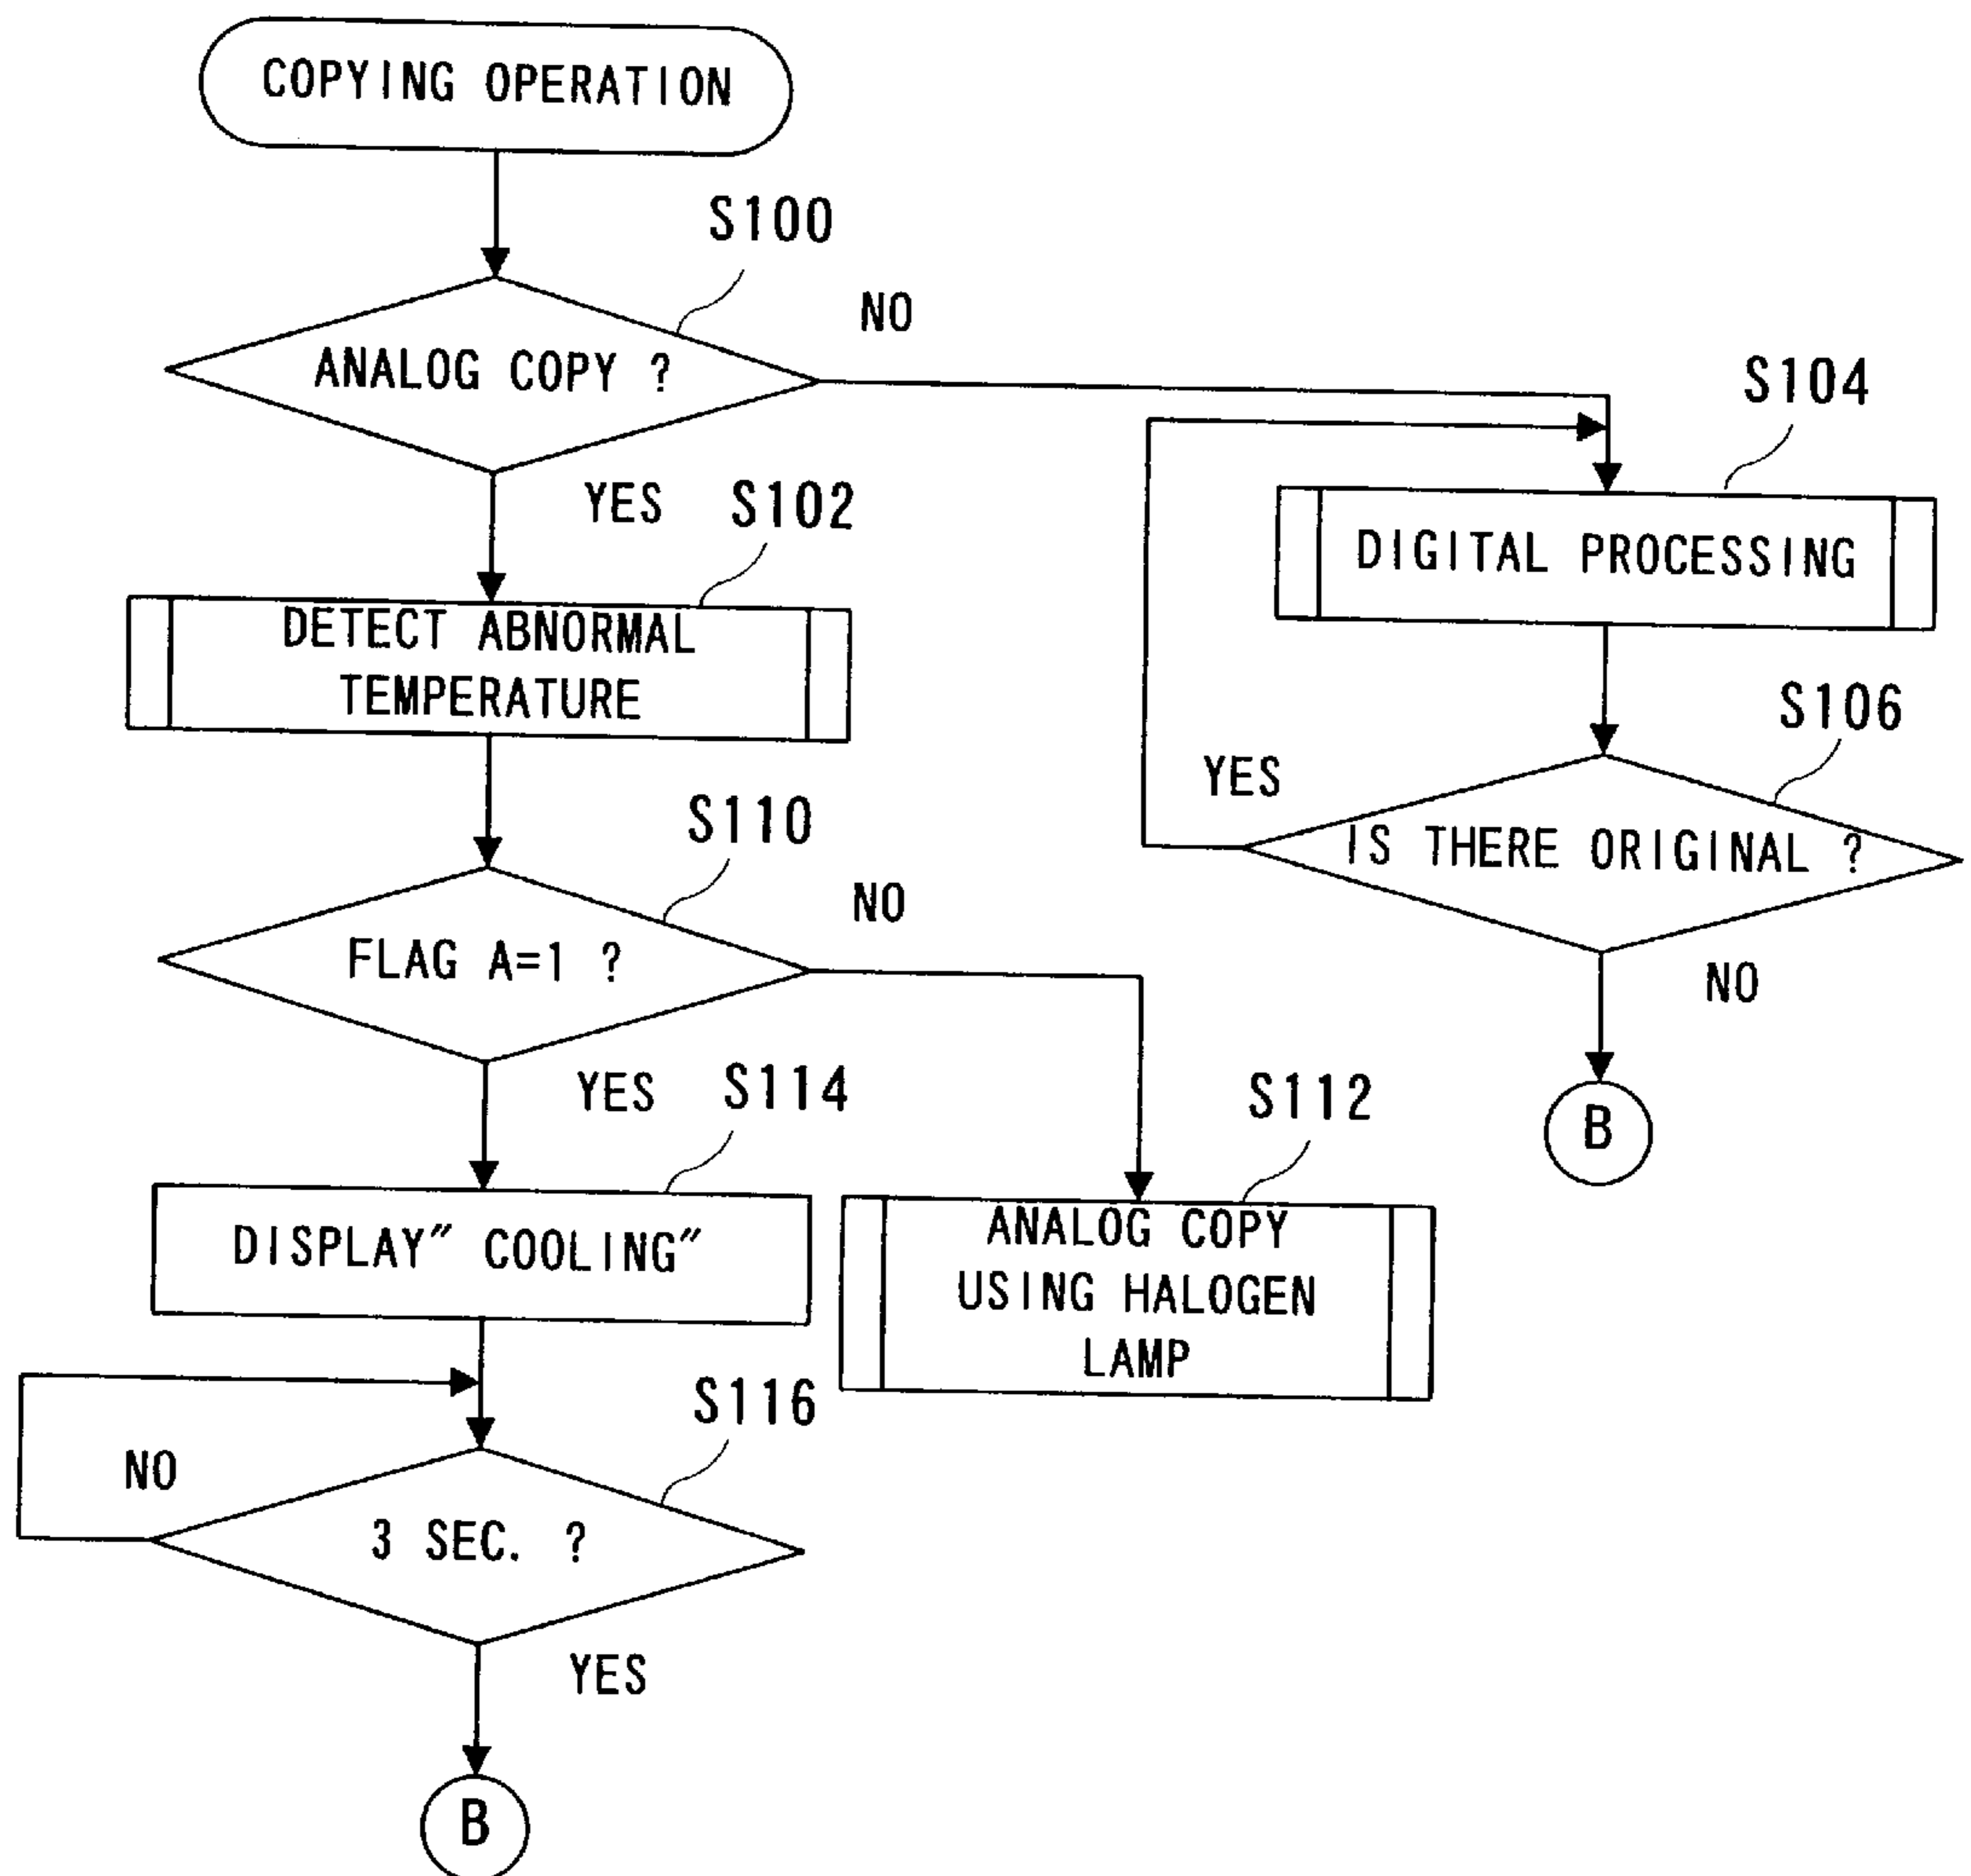 COPYING OPERATION
S100
ANALOG COPY ?
NO
YES
S102
DETECT ABNORMAL
TEMPERATURE
S104
DIGITAL PROCESSING
S106
IS THERE ORIGINAL ?
YES
NO
B
S110
FLAG A=1 ?
NO
YES
S112
ANALOG COPY
USING HALOGEN
LAMP
S114
DISPLAY" COOLING"
S116
3 SEC. ?
NO
YES
B